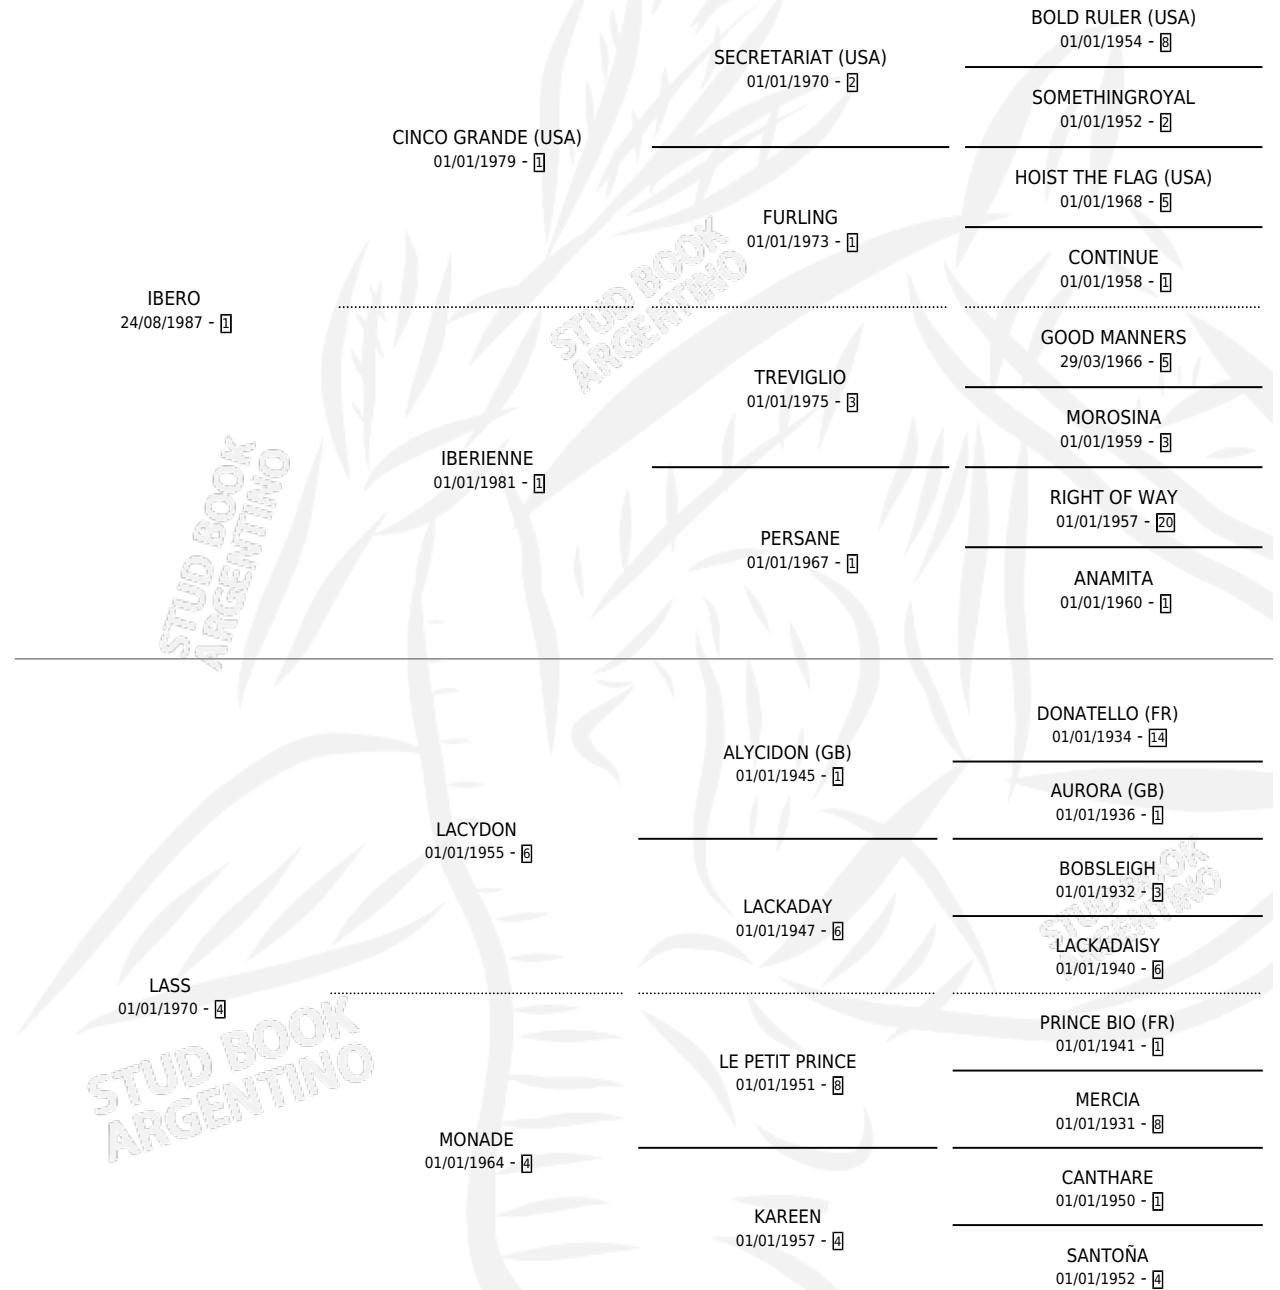 BOLD RULER (USA)
01/01/1954 - 8
SECRETARIAT (USA)
01/01/1970 - 2
SOMETHINGROYAL
01/01/1952 - 2
CINCO GRANDE (USA)
01/01/1979 - 1
HOIST THE FLAG (USA)
01/01/1968 - 5
FURLING
01/01/1973 - 1
CONTINUE
01/01/1958 - 1
IBERO
24/08/1987 - 1
GOOD MANNERS
29/03/1966 - 5
TREVIGLIO
01/01/1975 - 3
MOROSINA
01/01/1959 - 3
IBERIENNE
01/01/1981 - 1
RIGHT OF WAY
01/01/1957 - 20
PERSANE
01/01/1967 - 1
ANAMITA
01/01/1960 - 1
DONATELLO (FR)
01/01/1934 - 14
ALYCIDON (GB)
01/01/1945 - 1
AURORA (GB)
01/01/1936 - 1
LACYDON
01/01/1955 - 6
BOBSLEIGH
01/01/1932 - 3
LACKADAY
01/01/1947 - 6
LACKADAISY
01/01/1940 - 6
LASS
01/01/1970 - 4
PRINCE BIO (FR)
01/01/1941 - 1
LE PETIT PRINCE
01/01/1951 - 8
MERCIA
01/01/1931 - 8
MONADE
01/01/1964 - 4
CANTHARE
01/01/1950 - 1
KAREEN
01/01/1957 - 4
SANTOÑA
01/01/1952 - 4
STUD BOOK
ARGENTINO
STUD BOOK
ARGENTINO
STUD BOOK
ARGENTINO
STUD BOOK
ARGENTINO